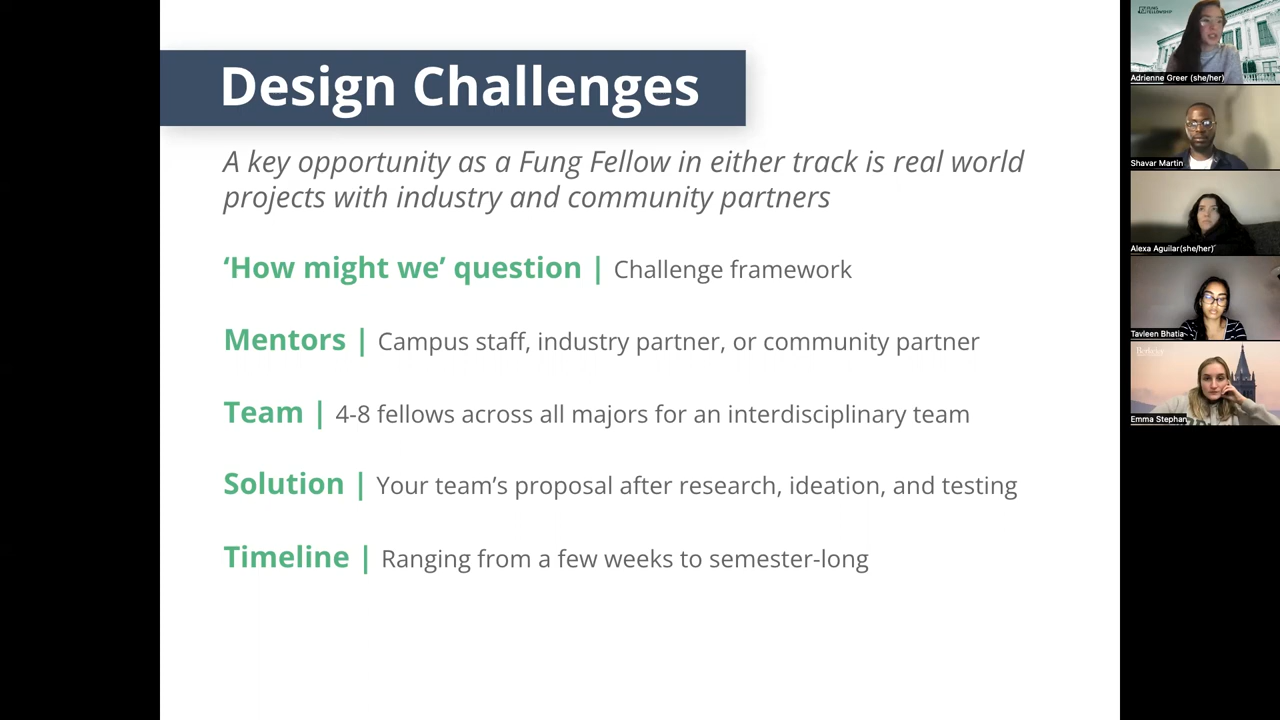 Design Challenges
A key opportunity as a Fung Fellow in either track is real world
projects with industry and community partners
‘How might we’ question | Challenge framework
Mentors | Campus staff, industry partner, or community partner
Team | 4-8 fellows across all majors for an interdisciplinary team
Solution | Your team’s proposal after research, ideation, and testing
Timeline | Ranging from a few weeks to semester-long
FUNG
FELLOWSHIP
Adrienne Greer (she/her)
Shavar Martin
Alexa Aguilar(she/her)
Tavleen Bhatia
Berkeley
Emma Stephan